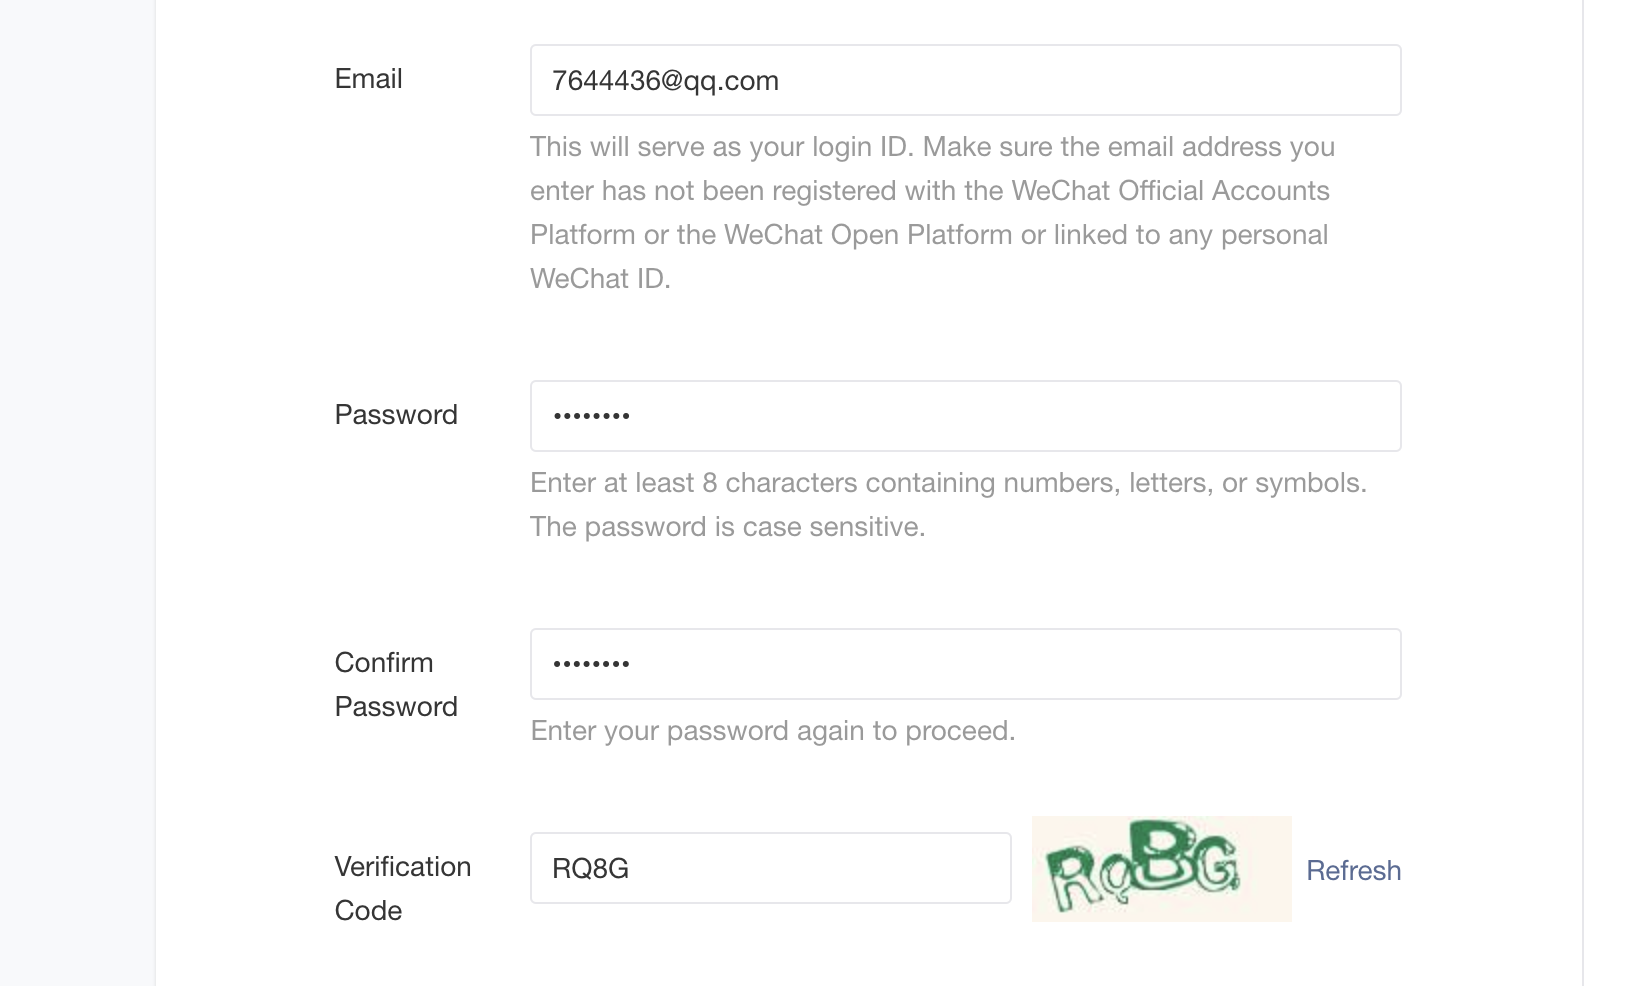 Email
7644436@qq.com
This will serve as your login ID. Make sure the email address you
enter has not been registered with the WeChat Official Accounts
Platform or the WeChat Open Platform or linked to any personal
WeChat ID.
Password
••••••••
Enter at least 8 characters containing numbers, letters, or symbols.
The password is case sensitive.
Confirm
Password
••••••••
Enter your password again to proceed.
Verification
Code
RQ8G
RQBG
Refresh